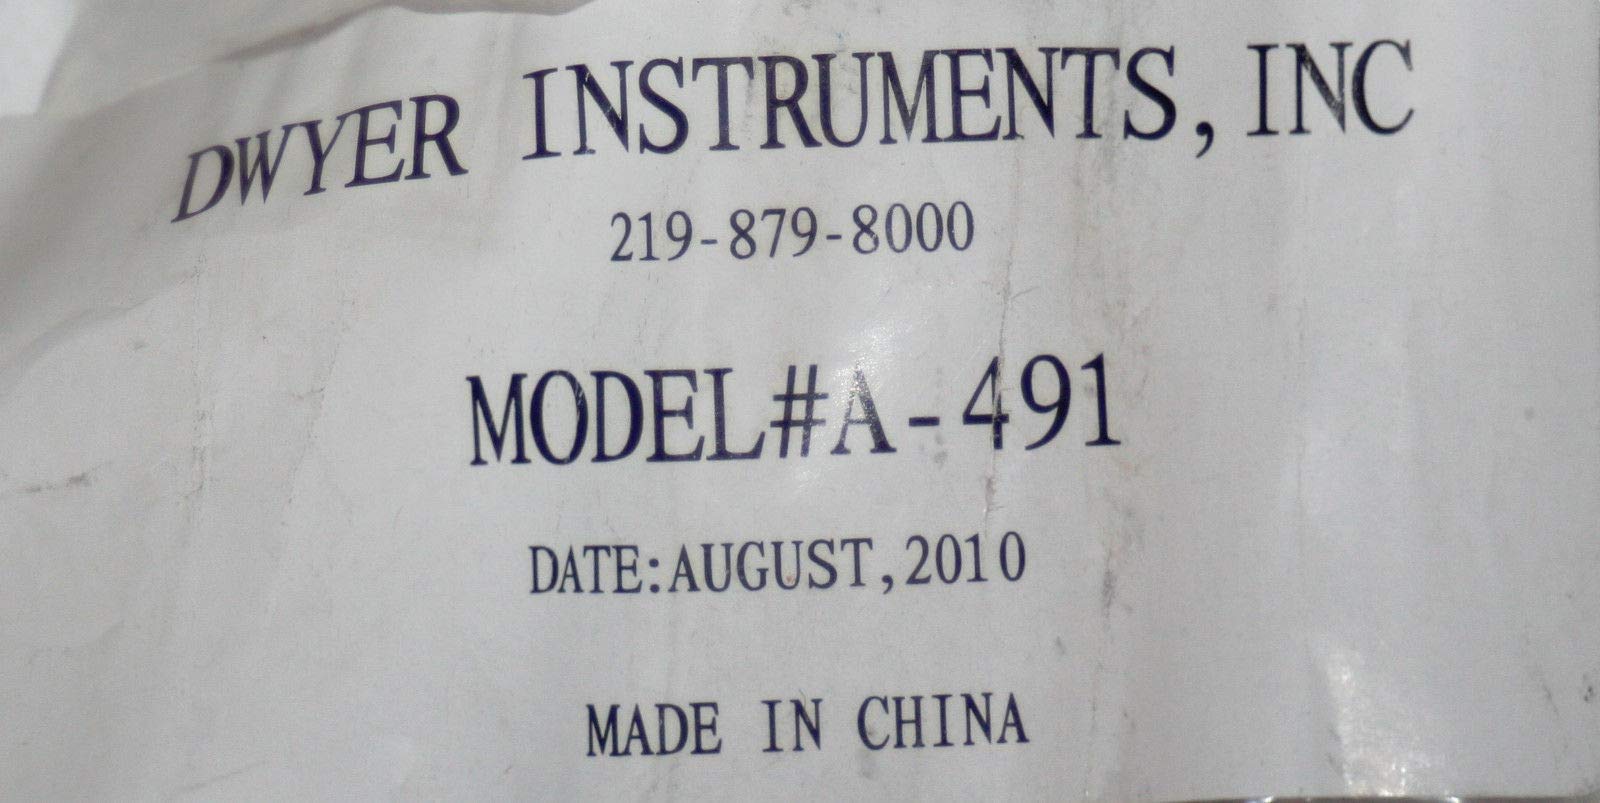 DWYER INSTRUMENTS, INC
219-879-8000
MODEL#A-491
DATE:AUGUST,2010
MADE IN CHINA